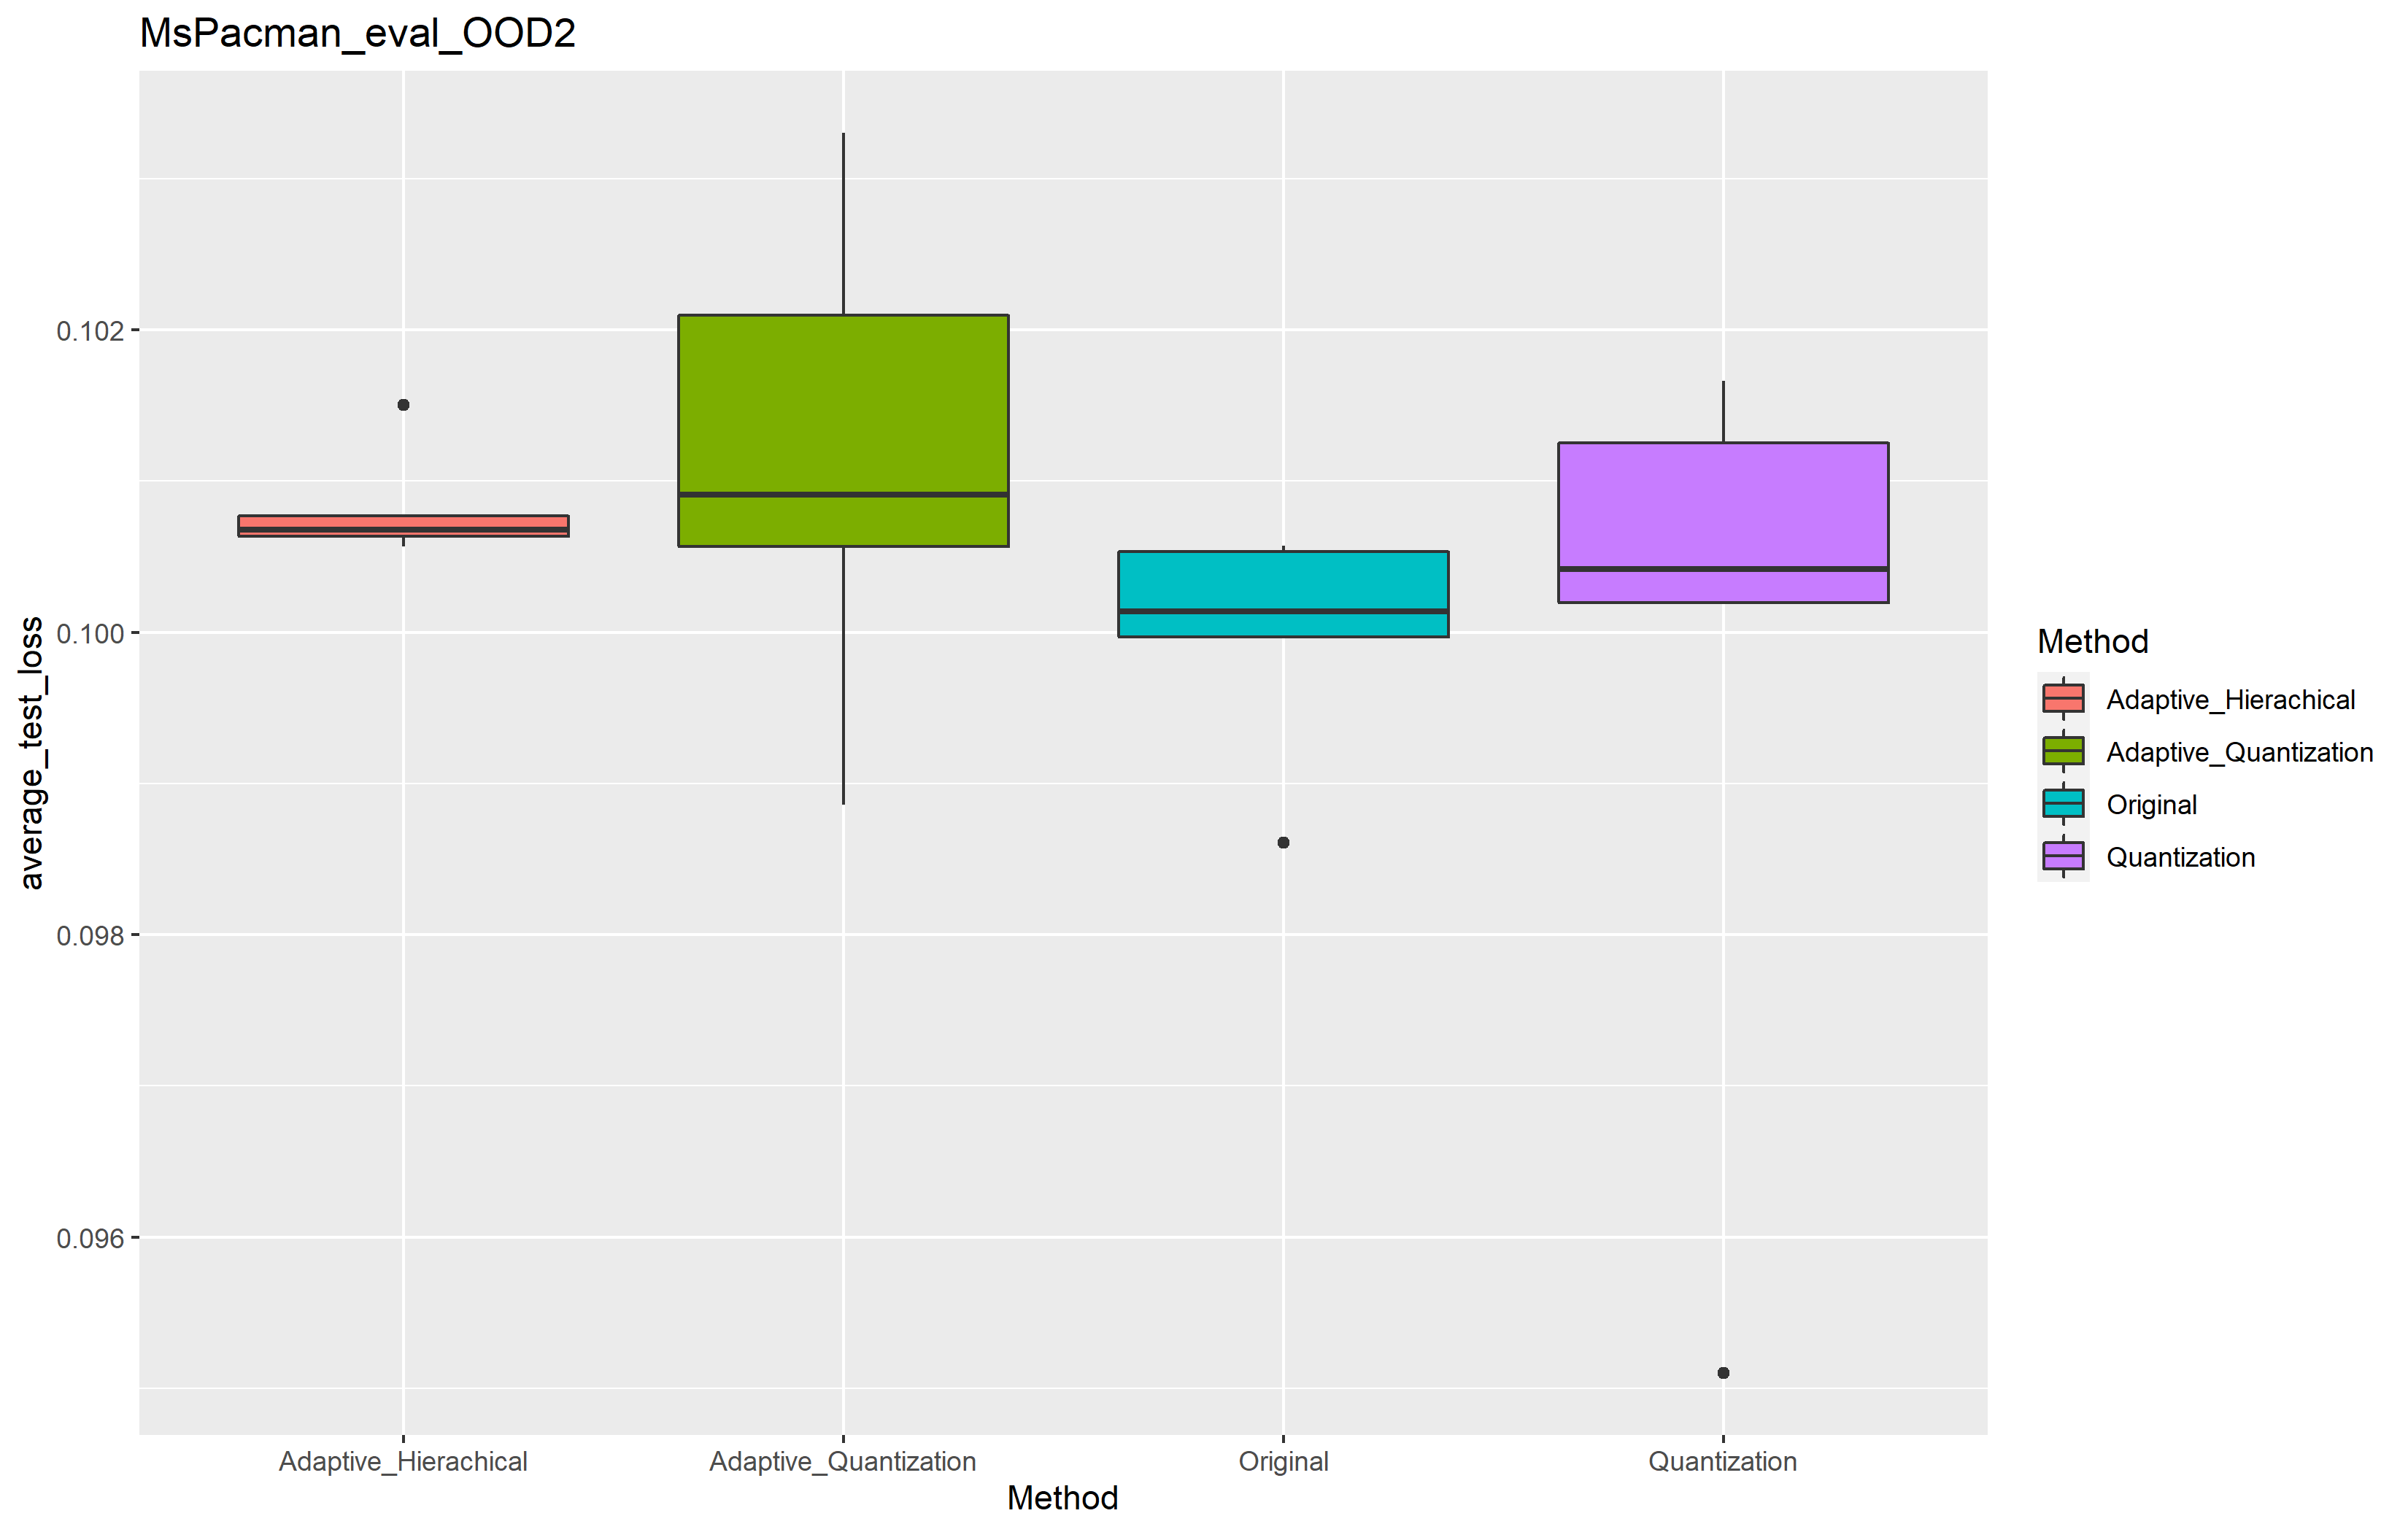 MsPacman_eval_OOD2
average_test_loss
0.102
0.100
0.098
0.096
Adaptive_Hierachical
Adaptive_Quantization
Original
Quantization
Method
Method
Adaptive_Hierachical
Adaptive_Quantization
Original
Quantization